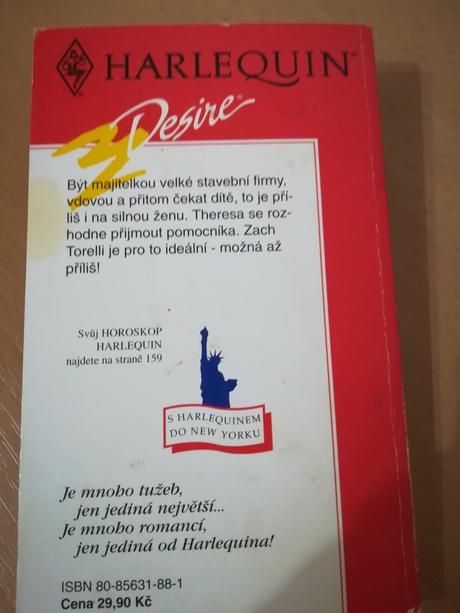 HARLEQUIN®
Desire®
Být majitelkou velké stavební firmy,
vdovou a přitom čekat dítě, to je pří-
liš i na silnou ženu. Theresa se roz-
hodne přijmout pomocníka. Zach
Torelli je pro to ideální - možná až
příliš!
Svůj HOROSKOP
HARLEQUIN
najdete na straně 159
S HARLEQUINEM
DO NEW YORKU
Je mnoho tužeb,
jen jediná největší...
Je mnoho romancí,
jen jediná od Harlequina!
ISBN 80-85631-88-1
Cena 29,90 Kč